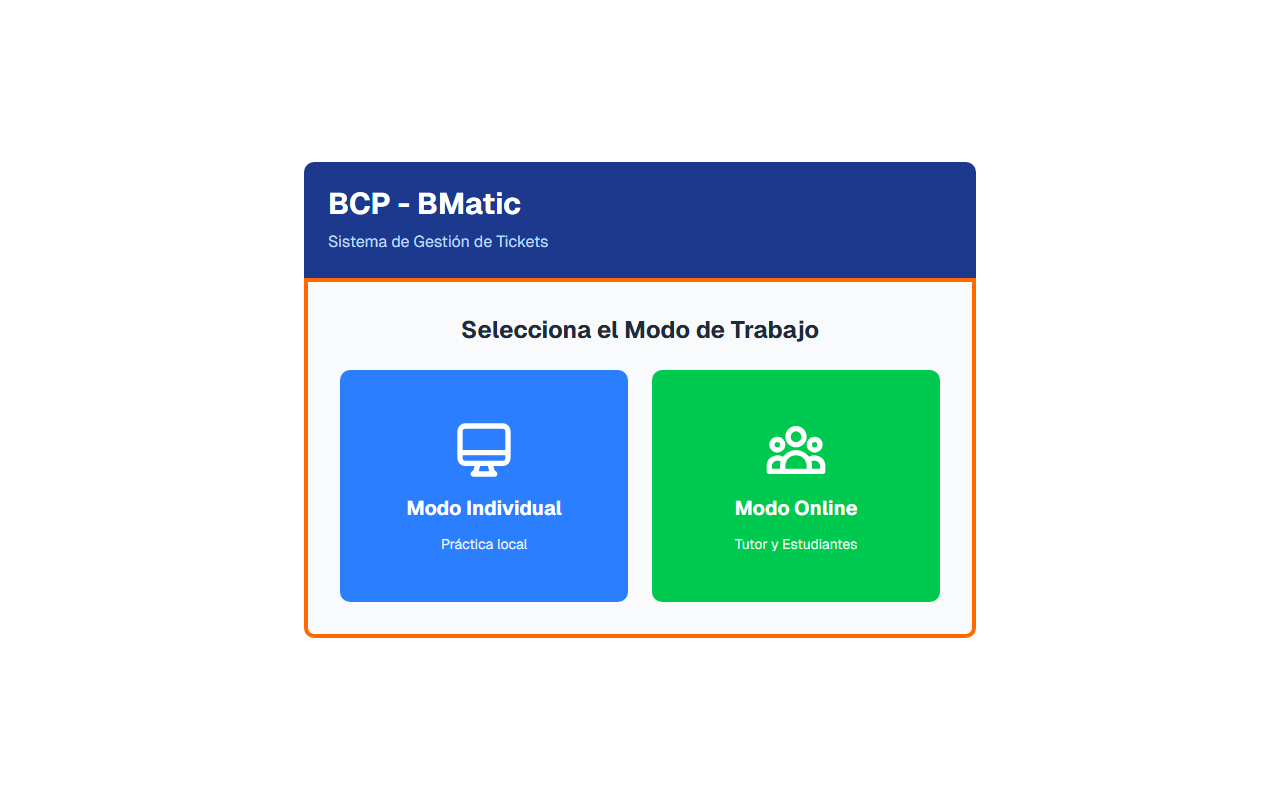 BCP - BMatic
Sistema de Gestión de Tickets
Selecciona el Modo de Trabajo
Modo Individual
Práctica local
Modo Online
Tutor y Estudiantes